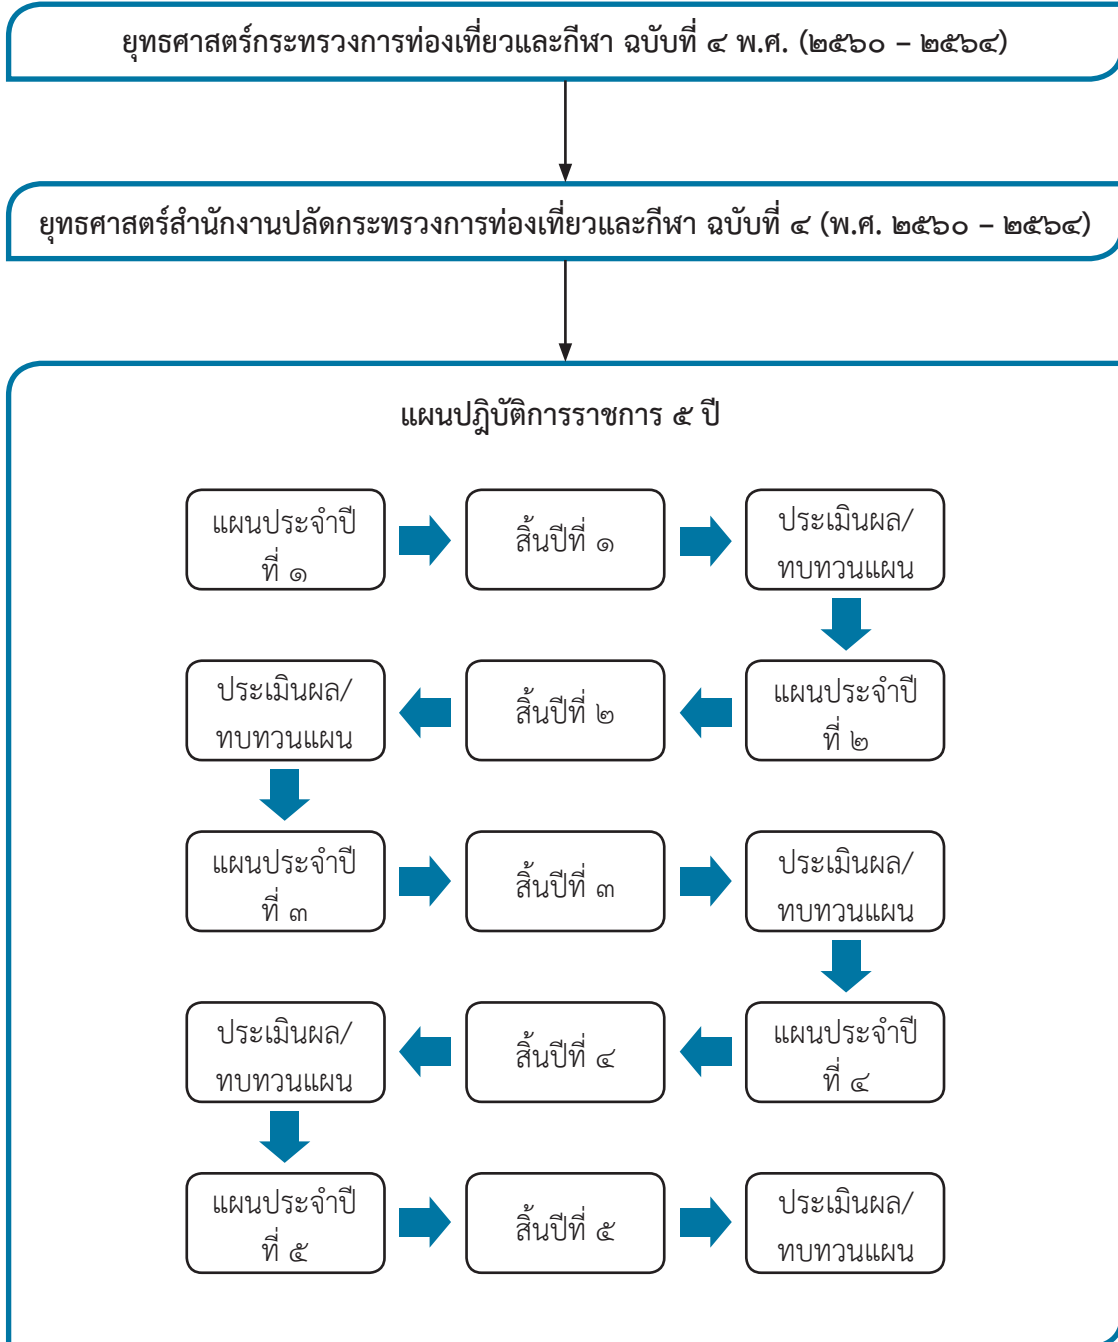 ยุทธศาสตร์กระทรวงการท่องเที่ยวและกีฬา ฉบับที่ ๔ พ.ศ. (๒๕๖๐ – ๒๕๖๔)
ยุทธศาสตร์สำนักงานปลัดกระทรวงการท่องเที่ยวและกีฬา ฉบับที่ ๔ (พ.ศ. ๒๕๖๐ – ๒๕๖๔)
แผนปฎิบัติการราชการ ๕ ปี
แผนประจำปี
ที่ ๑
สิ้นปีที่ ๑
ประเมินผล/
ทบทวนแผน
แผนประจำปี
ที่ ๒
สิ้นปีที่ ๒
ประเมินผล/
ทบทวนแผน
แผนประจำปี
ที่ ๓
สิ้นปีที่ ๓
ประเมินผล/
ทบทวนแผน
แผนประจำปี
ที่ ๔
สิ้นปีที่ ๔
ประเมินผล/
ทบทวนแผน
แผนประจำปี
ที่ ๕
สิ้นปีที่ ๕
ประเมินผล/
ทบทวนแผน